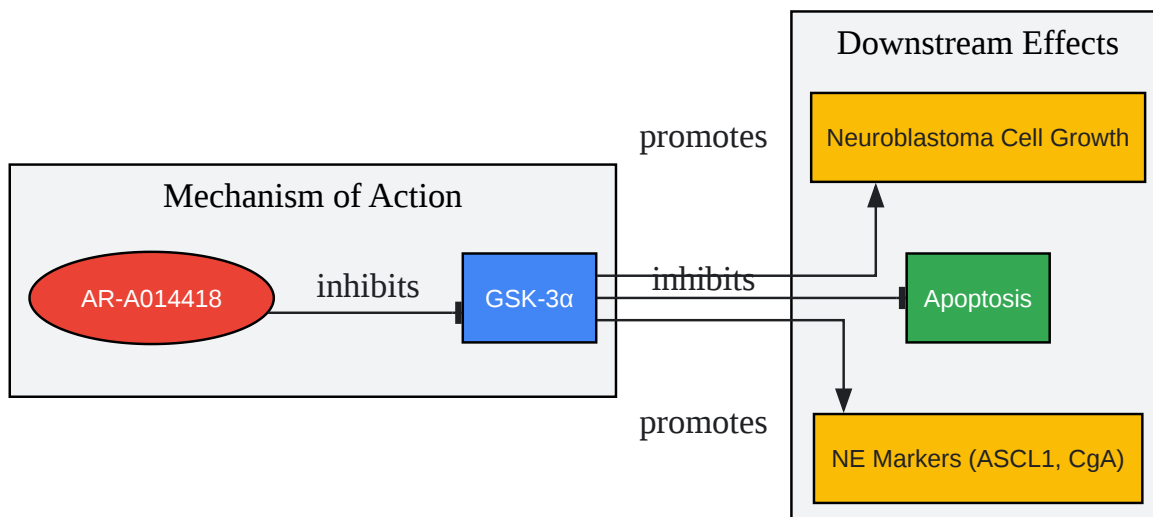 Downstream Effects
promotes
Neuroblastoma Cell Growth
Mechanism of Action
AR-A014418
inhibits
GSK-3α
inhibits
Apoptosis
promotes
NE Markers (ASCL1, CgA)